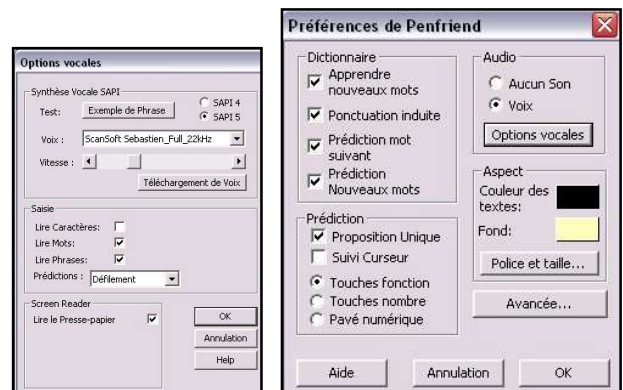 Options vocales
Synthèse Vocale SAPI
Test: Exemple de Phrase
SAPI 4
SAPI 5
Voix : ScanSoft Sebastien_Full_22kHz
Vitesse :
Téléchargement de Voix
Saisie
Lire Caractères:
Lire Mots:
Lire Phrases:
Prédictions : Défilement
Screen Reader
Lire le Presse-papier
OK
Annulation
Help
Préférences de Penfriend
Dictionnaire
Apprendre
nouveaux mots
Ponctuation induite
Prédiction mot
suivant
Prédiction
Nouveaux mots
Prédiction
Proposition Unique
Suivi Curseur
Touches fonction
Touches nombre
Pavé numérique
Audio
Aucun Son
Voix
Options vocales
Aspect
Couleur des
textes:
Fond:
Police et taille...
Avancée...
Aide
Annulation
OK